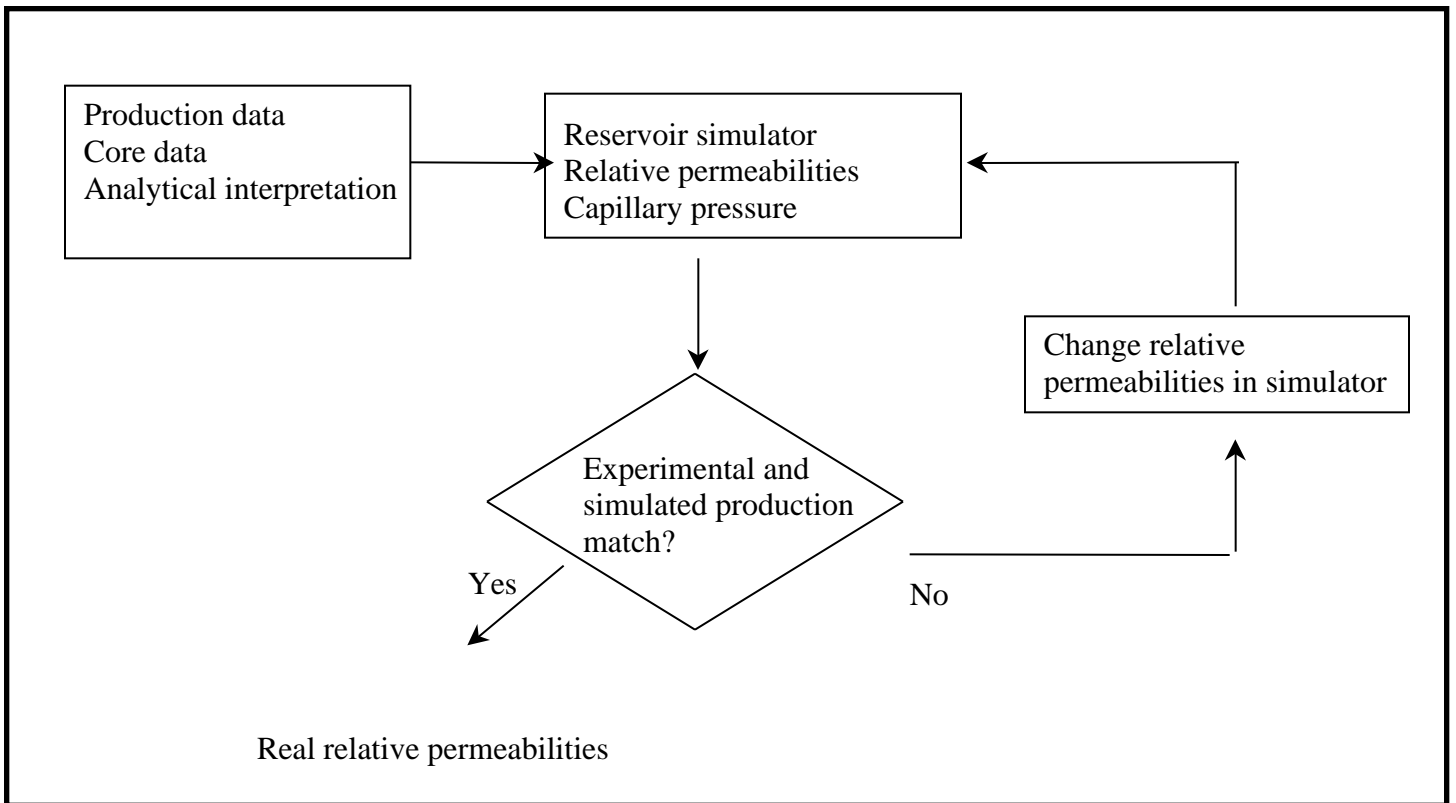 Production data
Core data
Analytical interpretation
Reservoir simulator
Relative permeabilities
Capillary pressure
Change relative
permeabilities in simulator
Experimental and
simulated production
match?
Yes
No
Real relative permeabilities